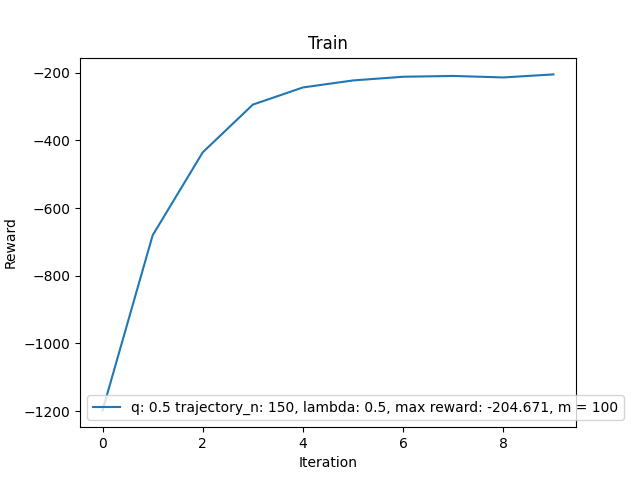 Train
Reward
−200
−400
−600
−800
−1000
−1200
q: 0.5 trajectory_n: 150, lambda: 0.5, max reward: -204.671, m = 100
0 2 4 6 8
Iteration